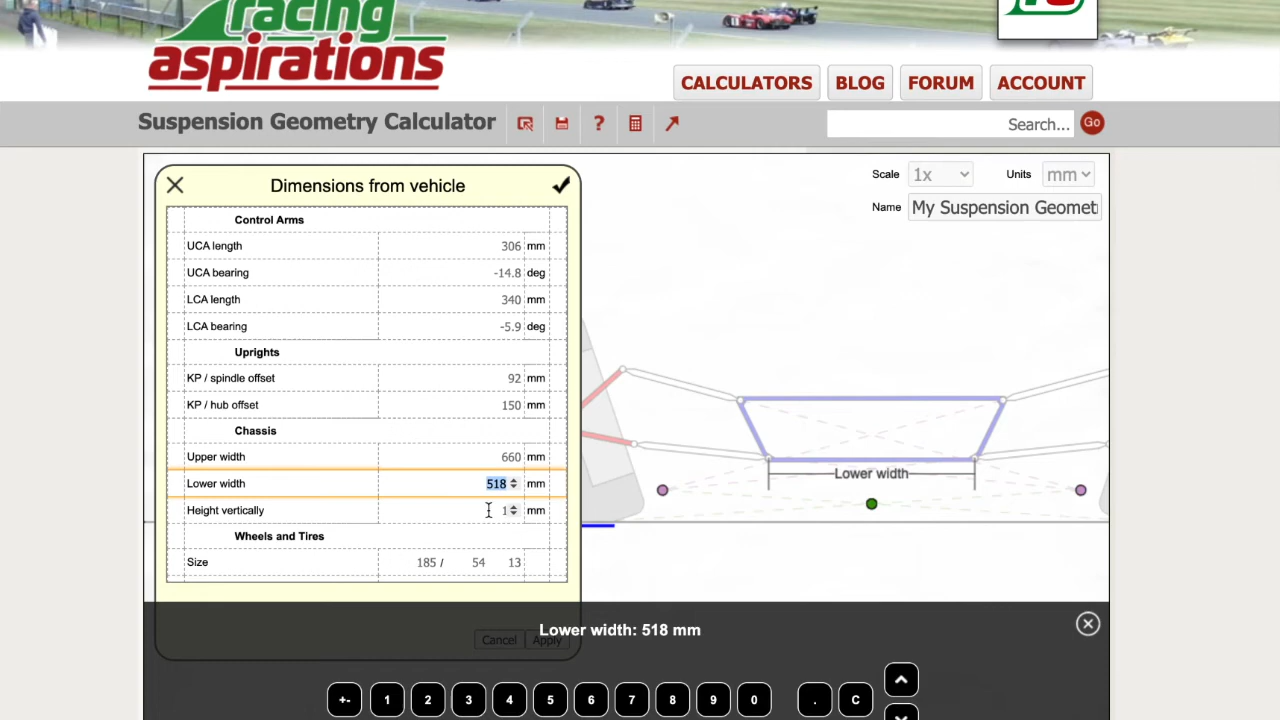 racing
aspirations
CALCULATORS BLOG FORUM ACCOUNT
Suspension Geometry Calculator ? Search... Go
Dimensions from vehicle
Scale 1x Units mm
Name My Suspension Geomet
Control Arms
UCA length 306 mm
UCA bearing -14.8 deg
LCA length 340 mm
LCA bearing -5.9 deg
Uprights
KP / spindle offset 92 mm
KP / hub offset 150 mm
Chassis
Upper width 660 mm
Lower width 518 mm
Height vertically 1 mm
Wheels and Tires
Size 185 / 54 13
Lower width
Cancel Apply
Lower width: 518 mm
+- 1 2 3 4 5 6 7 8 9 0 . C